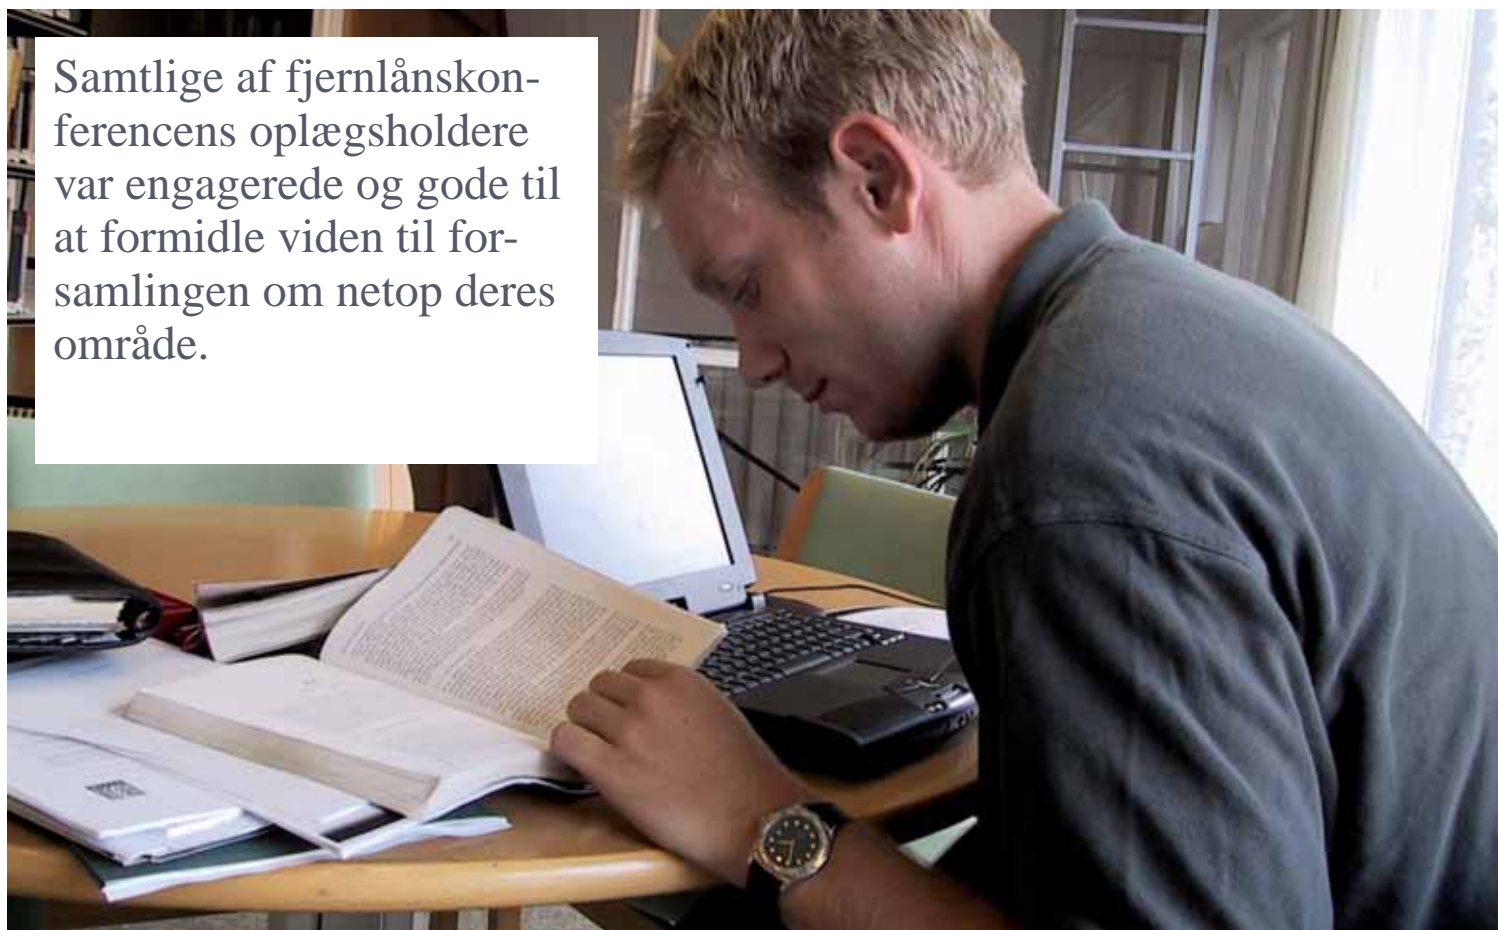 Samtlige af fjernlånskon-
ferencens oplægsholdere
var engagerede og gode til
at formidle viden til for-
samlingen om netop deres
område.